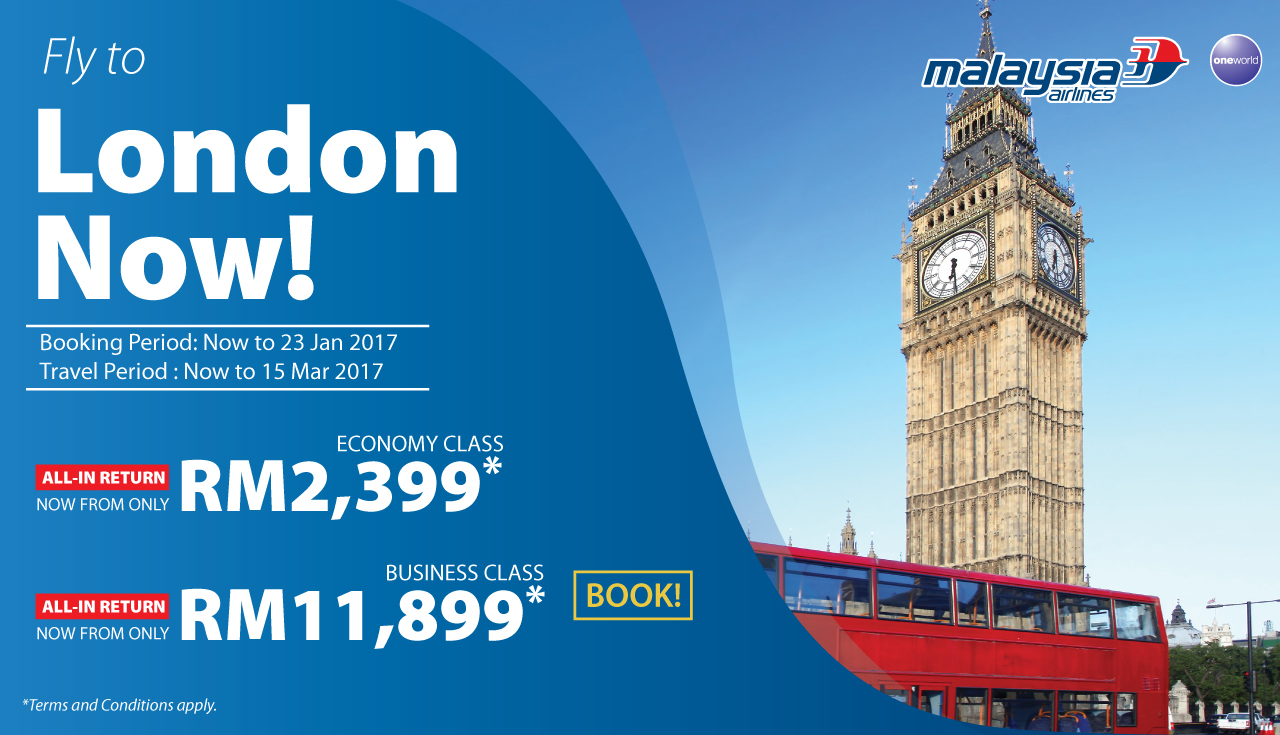 Fly to
London
Now!
Booking Period: Now to 23 Jan 2017
Travel Period : Now to 15 Mar 2017
ECONOMY CLASS
ALL-IN RETURN
NOW FROM ONLY
RM2,399*
BUSINESS CLASS
ALL-IN RETURN
NOW FROM ONLY
RM11,899*
BOOK!
*Terms and Conditions apply.
malaysia
airlines
oneworld